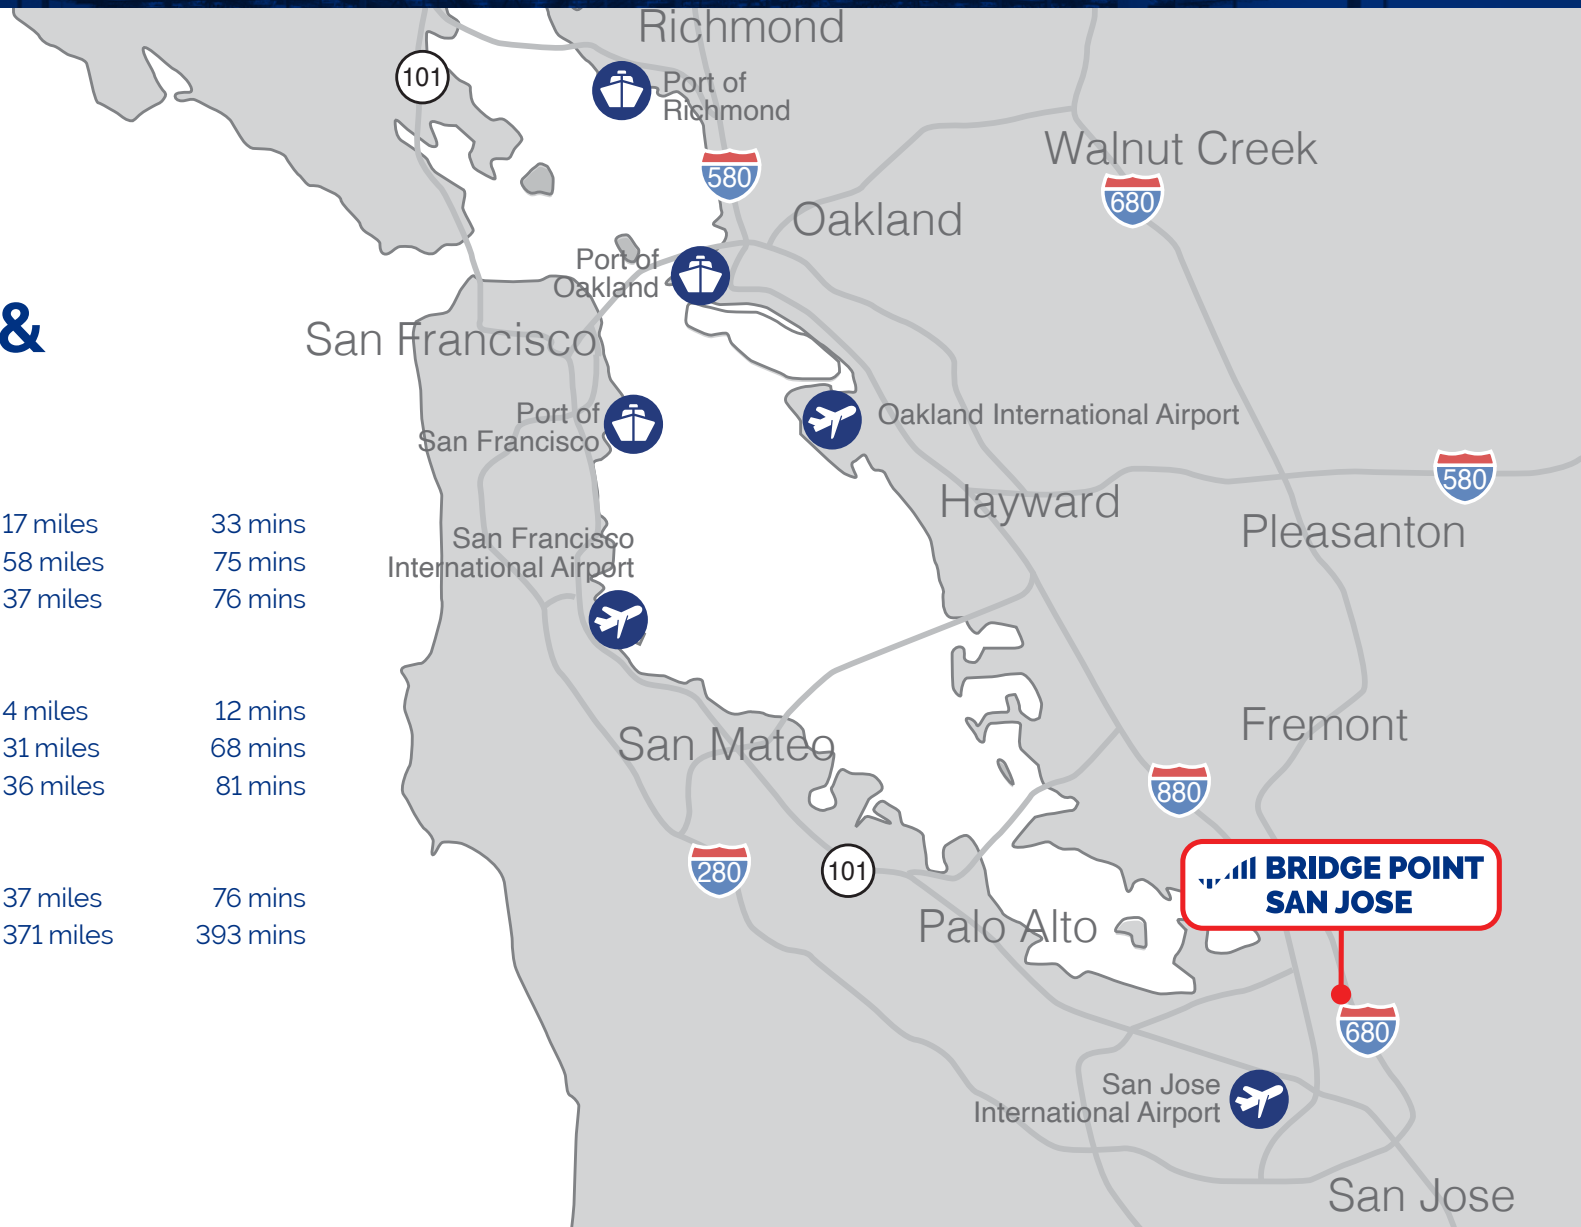 &
17 miles 33 mins
58 miles 75 mins
37 miles 76 mins
4 miles 12 mins
31 miles 68 mins
36 miles 81 mins
37 miles 76 mins
371 miles 393 mins
Richmond
101
Port of
Richmond
580
Walnut Creek
680
Oakland
Port of
Oakland
San Francisco
Port of
San Francisco
Oakland International Airport
580
Hayward
Pleasanton
San Francisco
International Airport
San Mateo
Fremont
880
280
101
BRIDGE POINT
SAN JOSE
Palo Alto
680
San Jose
International Airport
San Jose